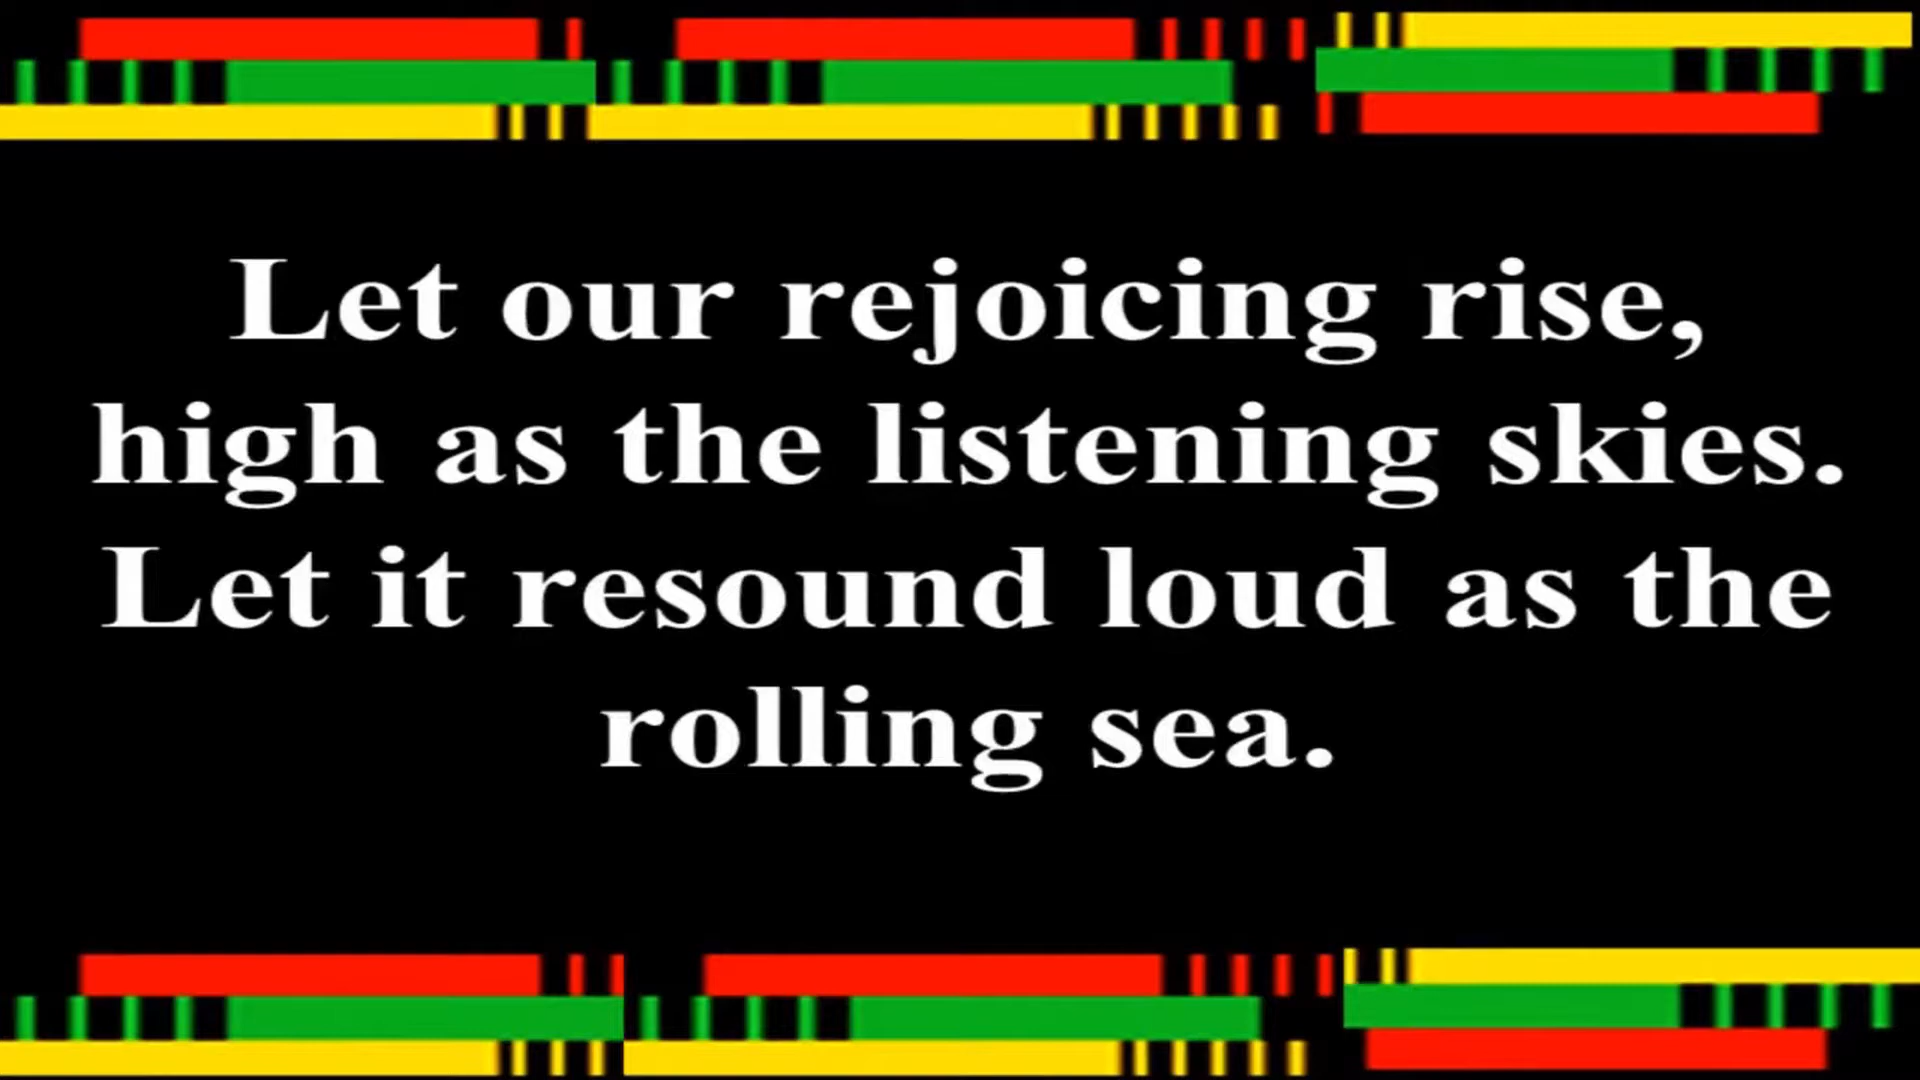 Let our rejoicing rise,
high as the listening skies.
Let it resound loud as the
rolling sea.